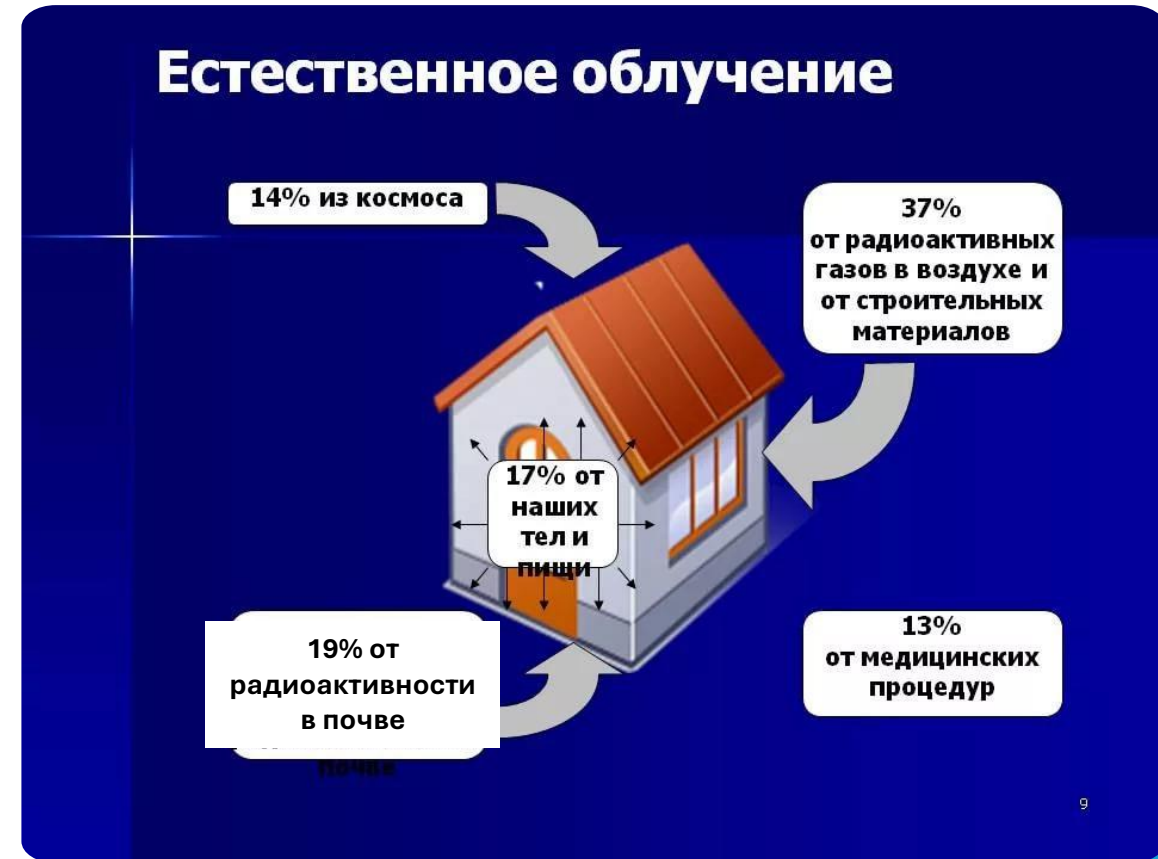 Естественное облучение
14% из космоса
37%
от радиоактивных
газов в воздухе и
от строительных
материалов
17% от
наших
тел и
пищи
19% от
радиоактивности
в почве
почве
13%
от медицинских
процедур
9